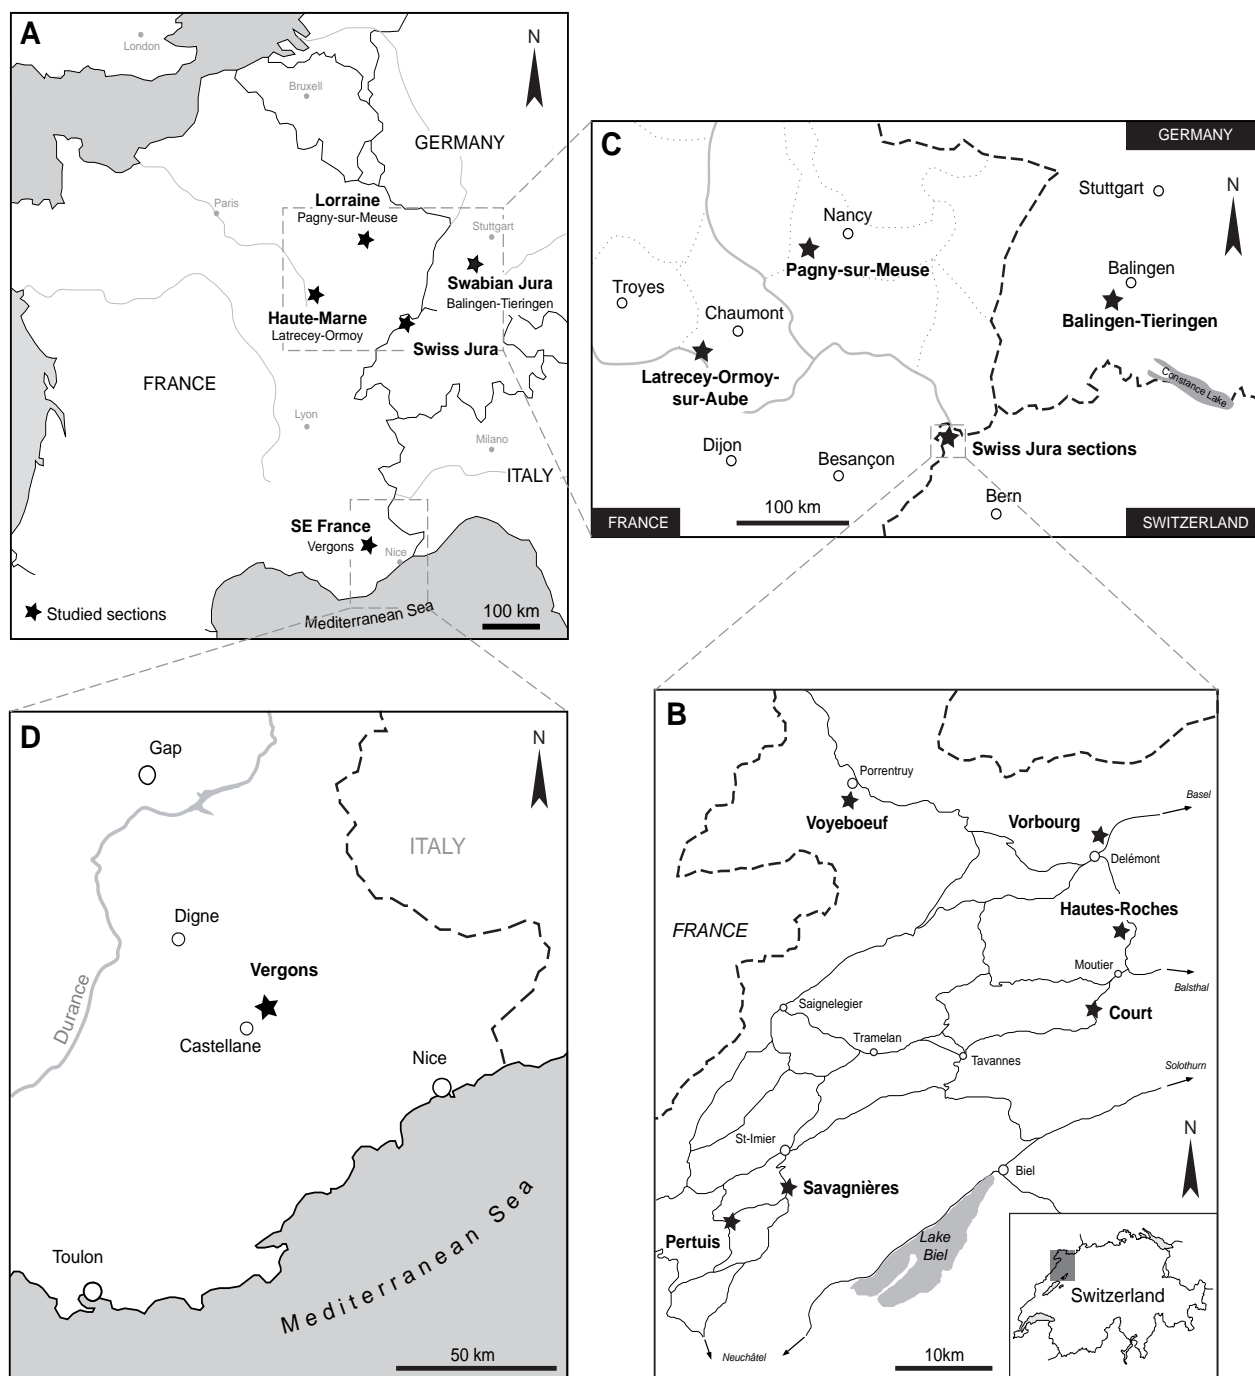 A
London
N
Bruxell
GERMANY
Paris
Lorraine
Pagny-sur-Meuse
Stuttgart
Swabian Jura
Balingen-Tieringen
Haute-Marne
Latrecey-Ormoy
Swiss Jura
FRANCE
Lyon
Milano
ITALY
SE France
Vergons
Nice
Studied sections
Mediterranean Sea
100 km
C
GERMANY
Stuttgart
N
Nancy
Pagny-sur-Meuse
Balingen
Troyes
Chaumont
Balingen-Tieringen
Latrecey-Ormoy-
sur-Aube
Constance Lake
Dijon
Besançon
Swiss Jura sections
Bern
100 km
FRANCE
SWITZERLAND
D
Gap
N
ITALY
Digne
Vergons
Durance
Castellane
Nice
Toulon
Mediterranean Sea
50 km
B
Porrentruy
Basel
Voyeboeuf
Vorbourg
Delémont
Hautes-Roches
FRANCE
Moutier
Balsthal
Saignelegier
Court
Tramelan
Tavannes
Solothurn
St-Imier
N
Biel
Savagnières
Pertuis
Lake
Biel
Switzerland
Neuchâtel
10km